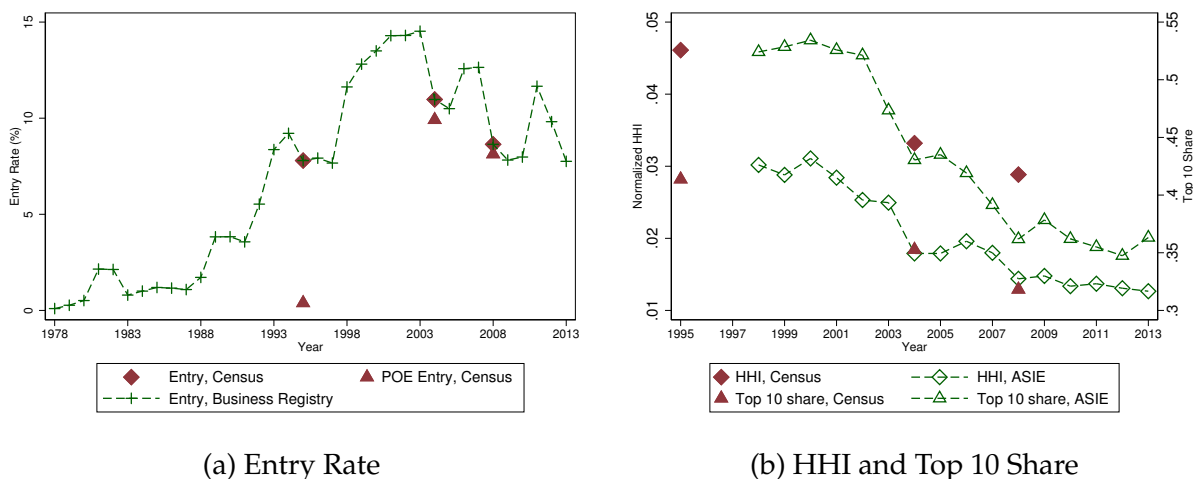 15
10
5
0
Entry Rate (%)
1978 1983 1988 1993 1998 2003 2008 2013
Year
Entry, Census POE Entry, Census
Entry, Business Registry
(a) Entry Rate
.05
.04
.03
.02
.01
Normalized HHI
.55
.5
.45
.4
.35
.3
Top 10 Share
1995 1997 1999 2001 2003 2005 2007 2009 2011 2013
Year
HHI, Census HHI, ASIE
Top 10 share, Census Top 10 share, ASIE
(b) HHI and Top 10 Share